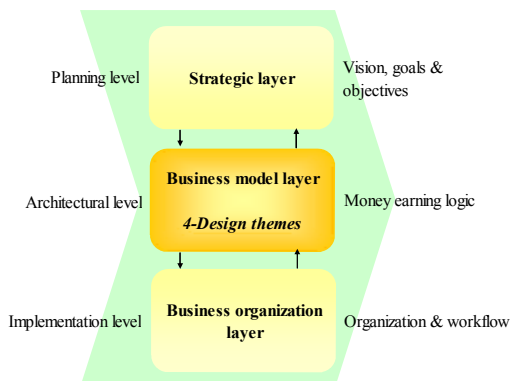 Planning level
Strategic layer
Vision, goals &
objectives
Architectural level
Business model layer
4-Design themes
Money earning logic
Implementation level
Business organization
layer
Organization & workflow